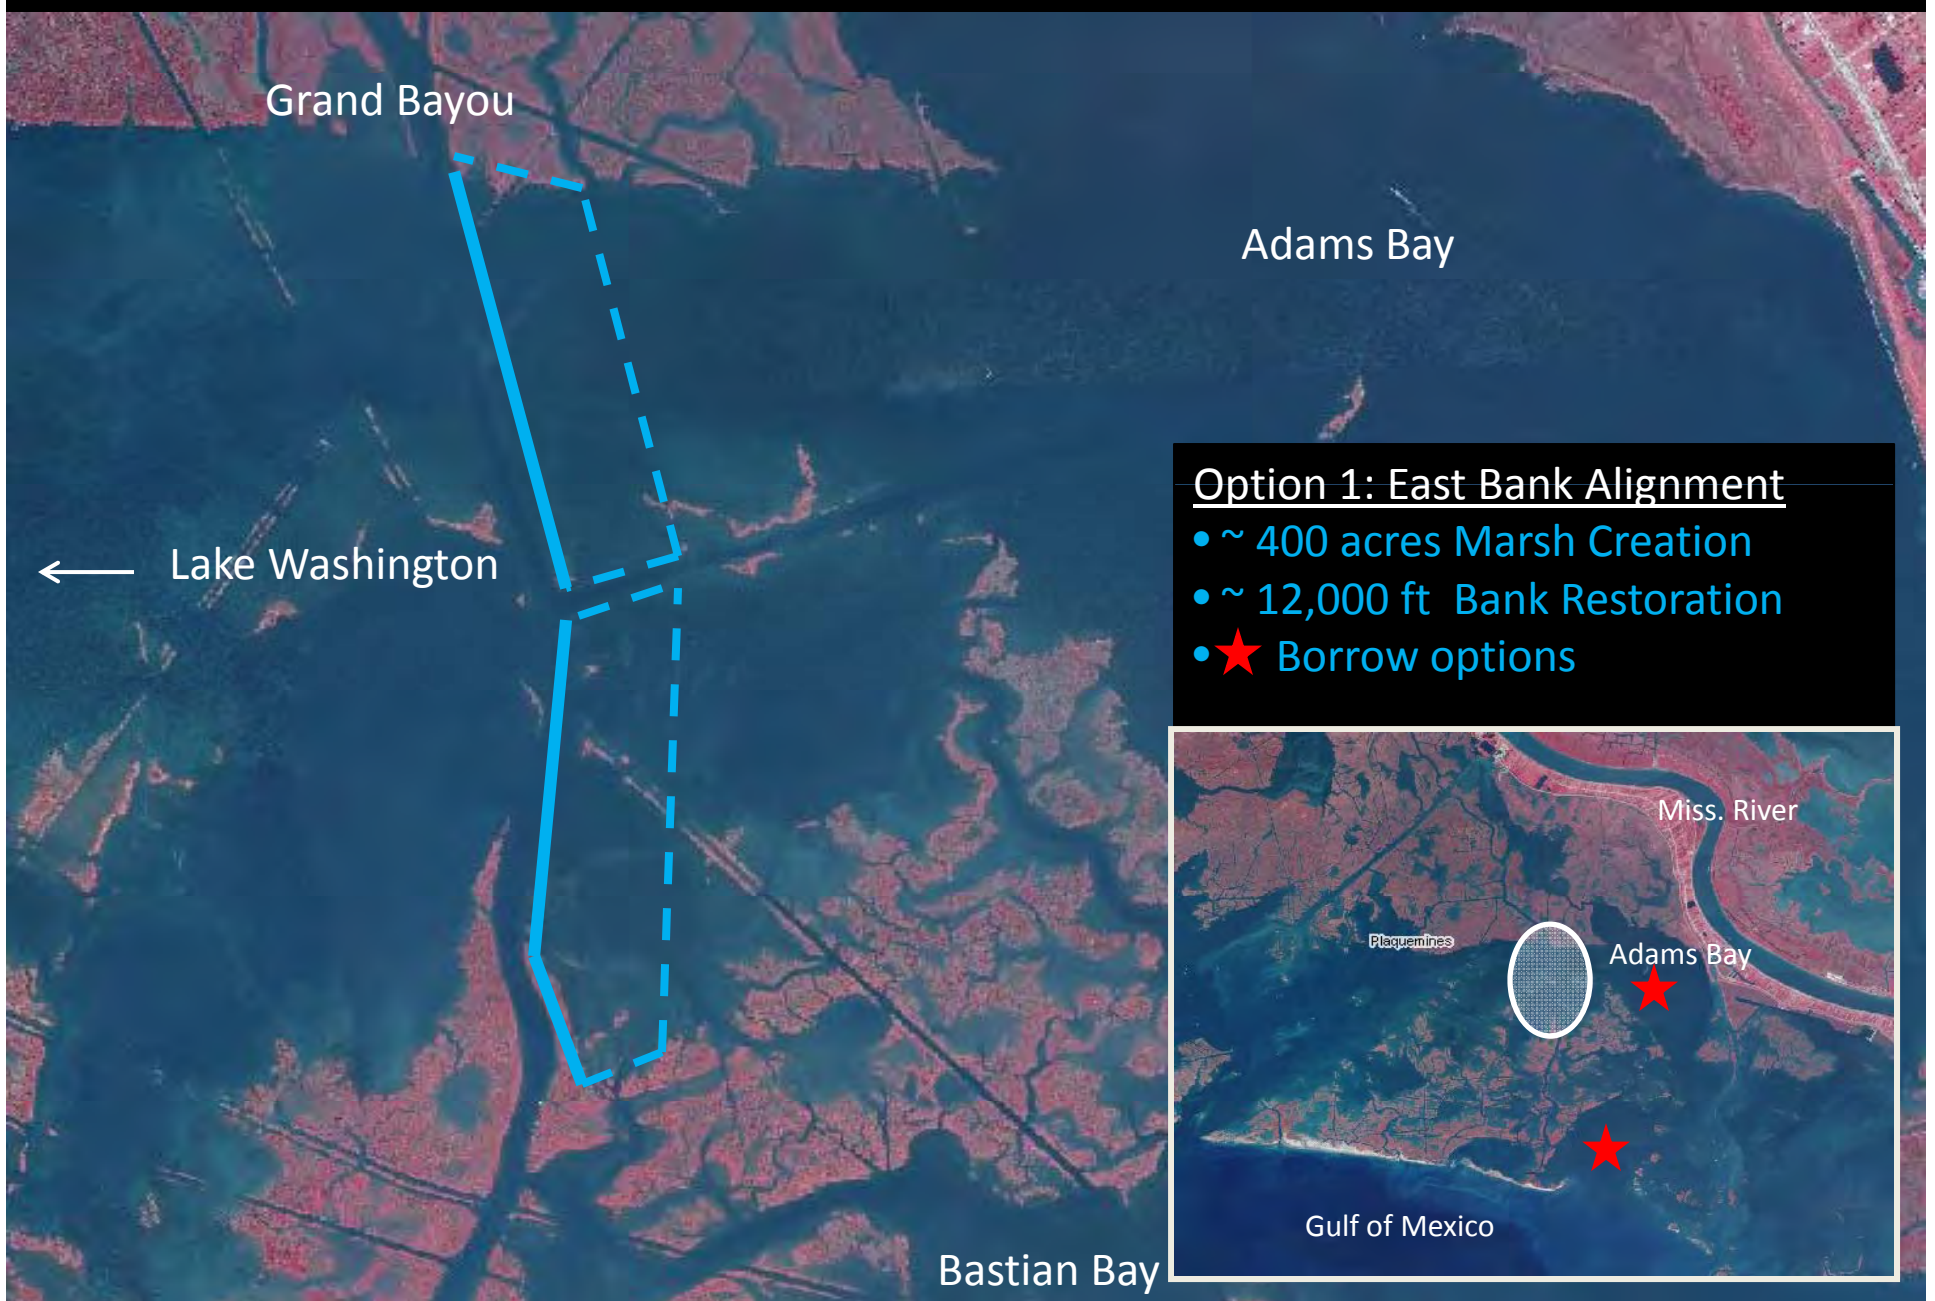 Grand Bayou
Adams Bay
Lake Washington
Option 1: East Bank Alignment
• ~ 400 acres Marsh Creation
• ~ 12,000 ft  Bank Restoration
• Borrow options
Miss. River
Plaquemines
Adams Bay
Gulf of Mexico
Bastian Bay